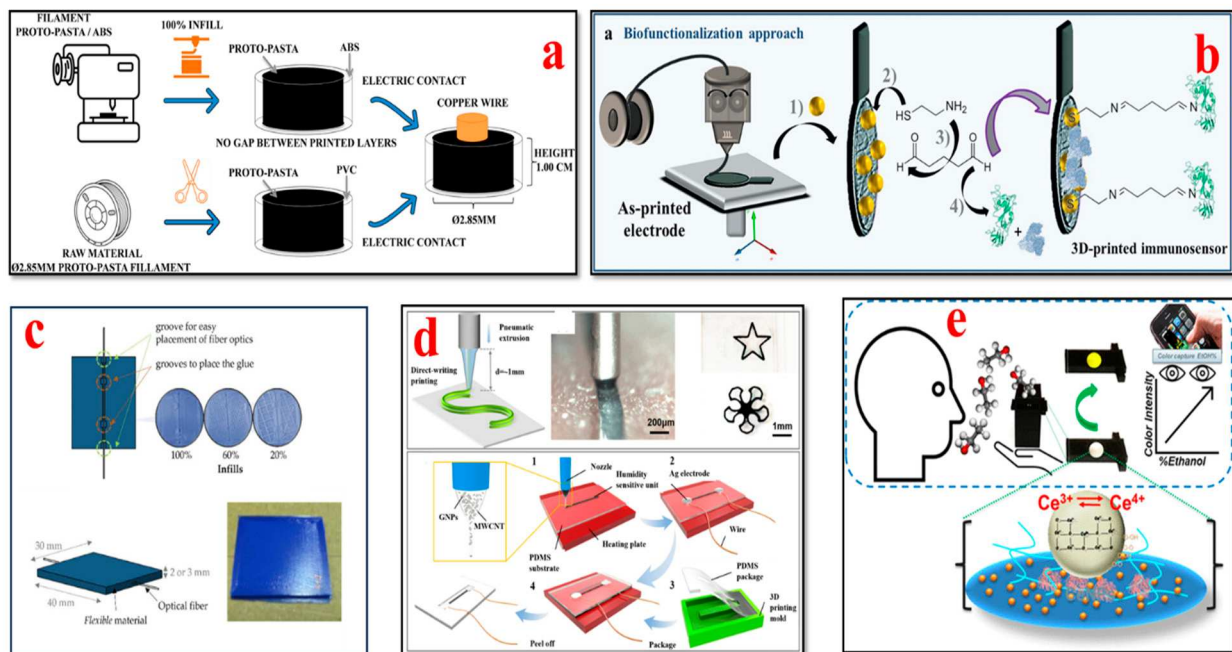 a
FILAMENT
PROTO-PASTA / ABS
100% INFILL
PROTO-PASTA
ABS
ELECTRIC CONTACT
COPPER WIRE
NO GAP BETWEEN PRINTED LAYERS
HEIGHT
1.00 CM
PROTO-PASTA
PVC
Ø2.85MM
ELECTRIC CONTACT
RAW MATERIAL
Ø2.85MM PROTO-PASTA FILLAMENT
b
a Biofunctionalization approach
1)
2)
HS
NH2
3)
O
O
H
H
4)
As-printed
electrode
+
S
N
N
S
N
N
3D-printed immunosensor
c
groove for easy
placement of fiber optics
grooves to place the glue
100%
60%
20%
Infills
30 mm
2 or 3 mm
40 mm
Optical fiber
Flexible material
d
Pneumatic
extrusion
Direct-writing
printing
d=~1mm
200μm
1mm
1
Nozzle
Humidity
sensitive unit
2
Ag electrode
GNPs
MWCNT
PDMS
substrate
Heating plate
Wire
4
3
PDMS
package
3D
printing
mold
Peel off
Package
e
Color capture EtOH%
Color Intensity
%Ethanol
Ce3+ ⇌ Ce4+